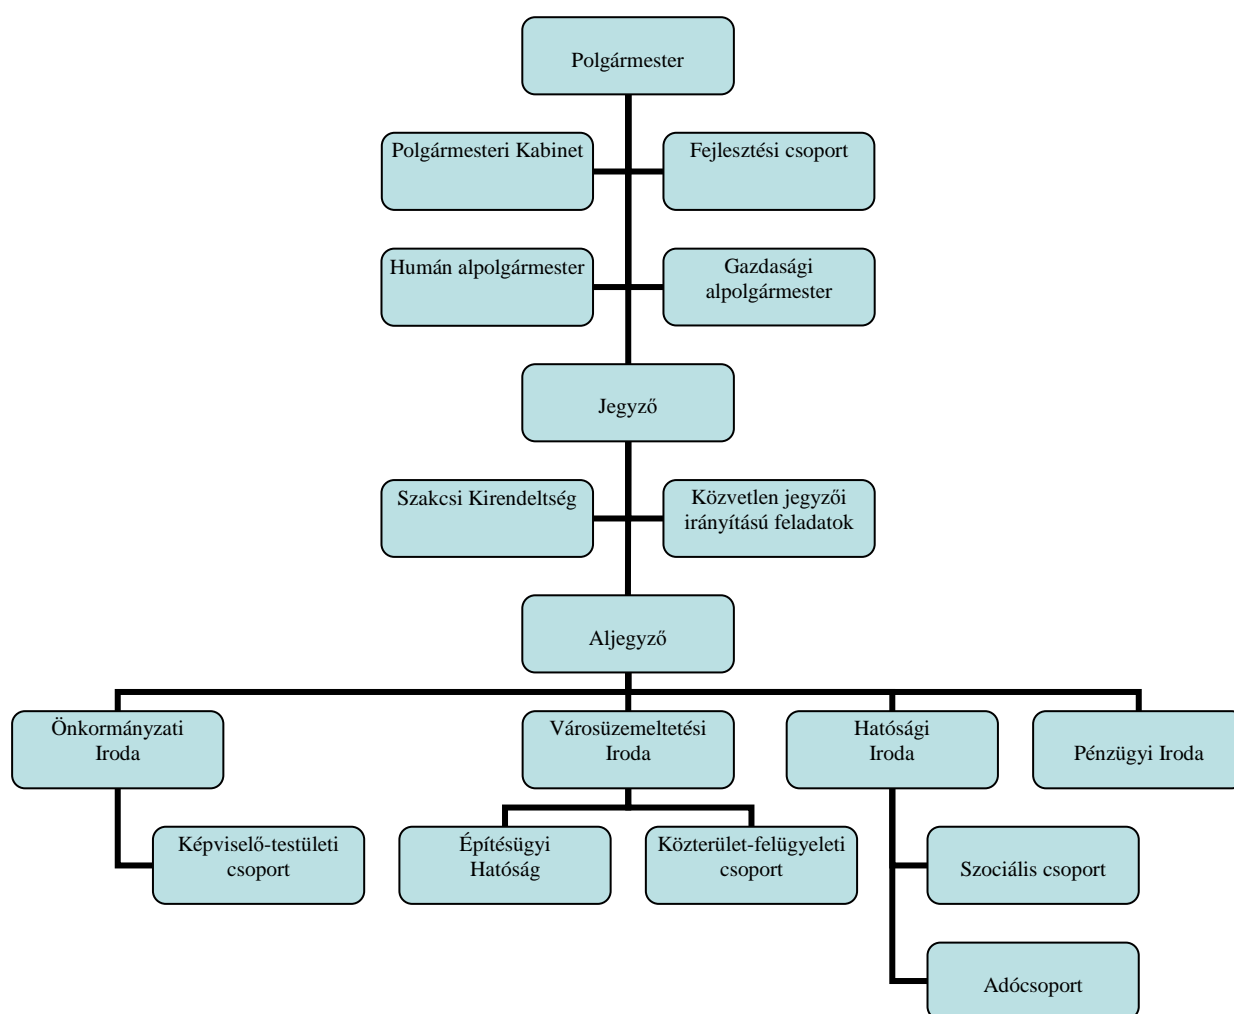 Polgármester
Polgármesteri Kabinet
Fejlesztési csoport
Humán alpolgármester
Gazdasági
alpolgármester
Jegyző
Szakcsi Kirendeltség
Közvetlen jegyzői
irányítású feladatok
Aljegyző
Önkormányzati
Iroda
Városüzemeltetési
Iroda
Hatósági
Iroda
Pénzügyi Iroda
Képviselő-testületi
csoport
Építésügyi
Hatóság
Közterület-felügyeleti
csoport
Szociális csoport
Adócsoport